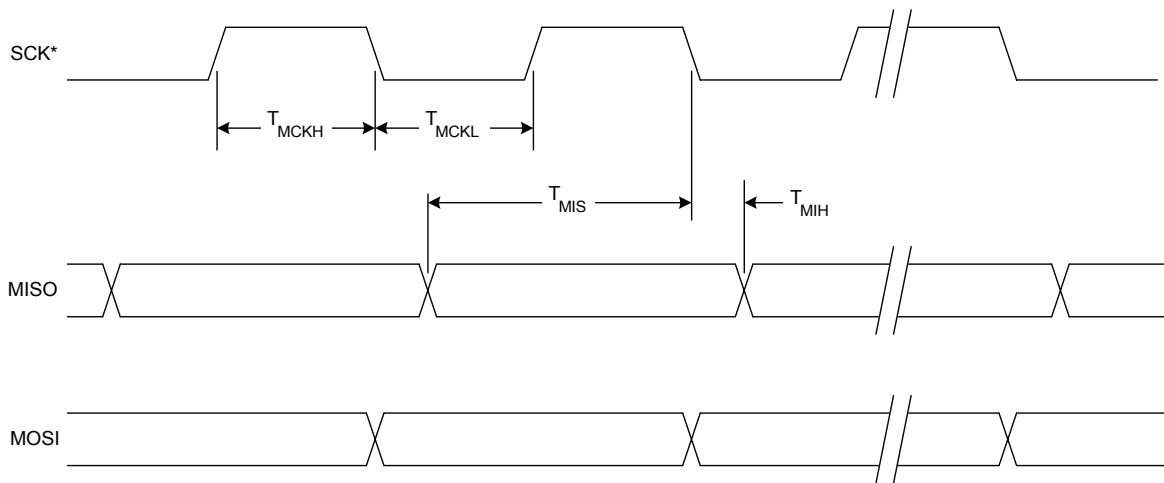 SCK*
T_MCKH
T_MCKL
T_MIS
T_MIH
MISO
MOSI